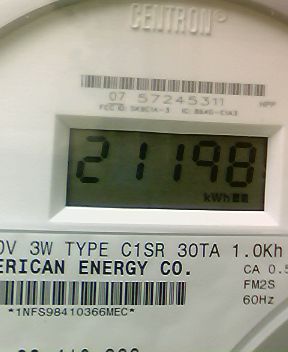 CENTRON®
07 57245311
NPP
21198
kWh
0V 3W TYPE C1SR 30TA 1.0Kh
ERICAN ENERGY CO.
CA 0.5
FM2S
60Hz
*1NFS98410366MEC*